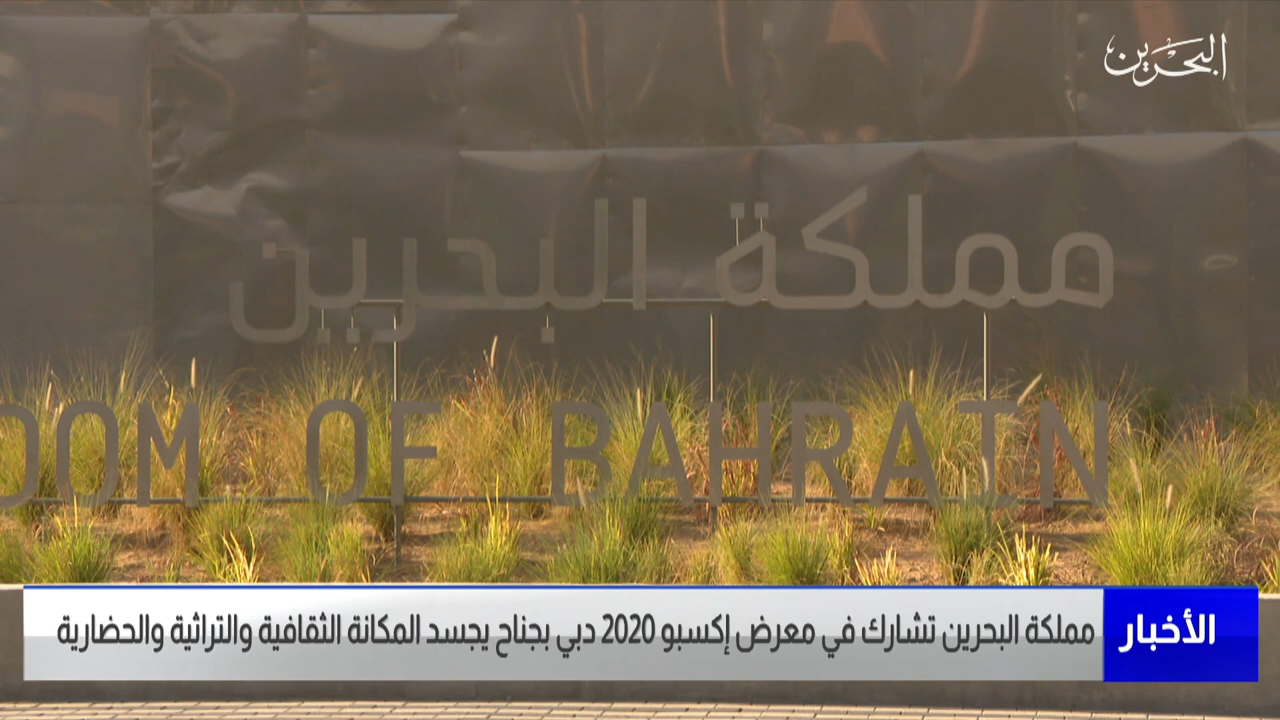 البحرين
مملكة البحرين
DOM OF BAHRAIN
الأخبار
مملكة البحرين تشارك في معرض إكسبو 2020 دبي بجناح يجسد المكانة الثقافية والتراثية والحضارية